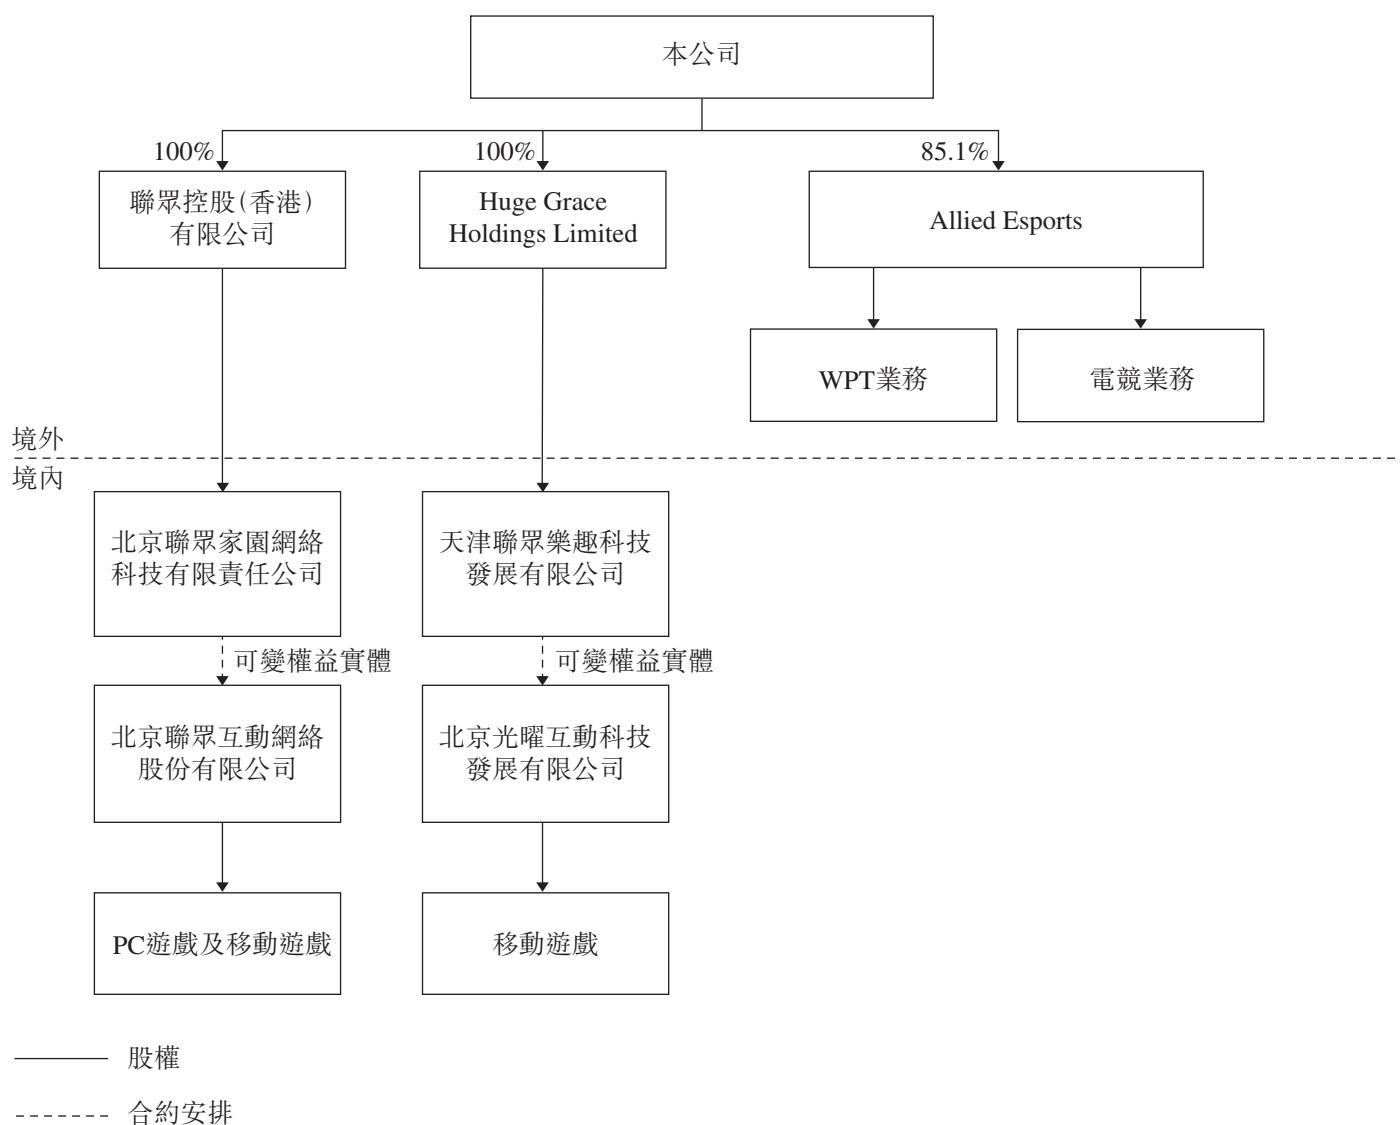 本公司
100%
100%
85.1%
聯眾控股(香港)
有限公司
Huge Grace
Holdings Limited
Allied Esports
WPT業務
電競業務
境外
境內
北京聯眾家園網絡
科技有限責任公司
天津聯眾樂趣科技
發展有限公司
可變權益實體
可變權益實體
北京聯眾互動網絡
股份有限公司
北京光曜互動科技
發展有限公司
PC遊戲及移動遊戲
移動遊戲
股權
合約安排